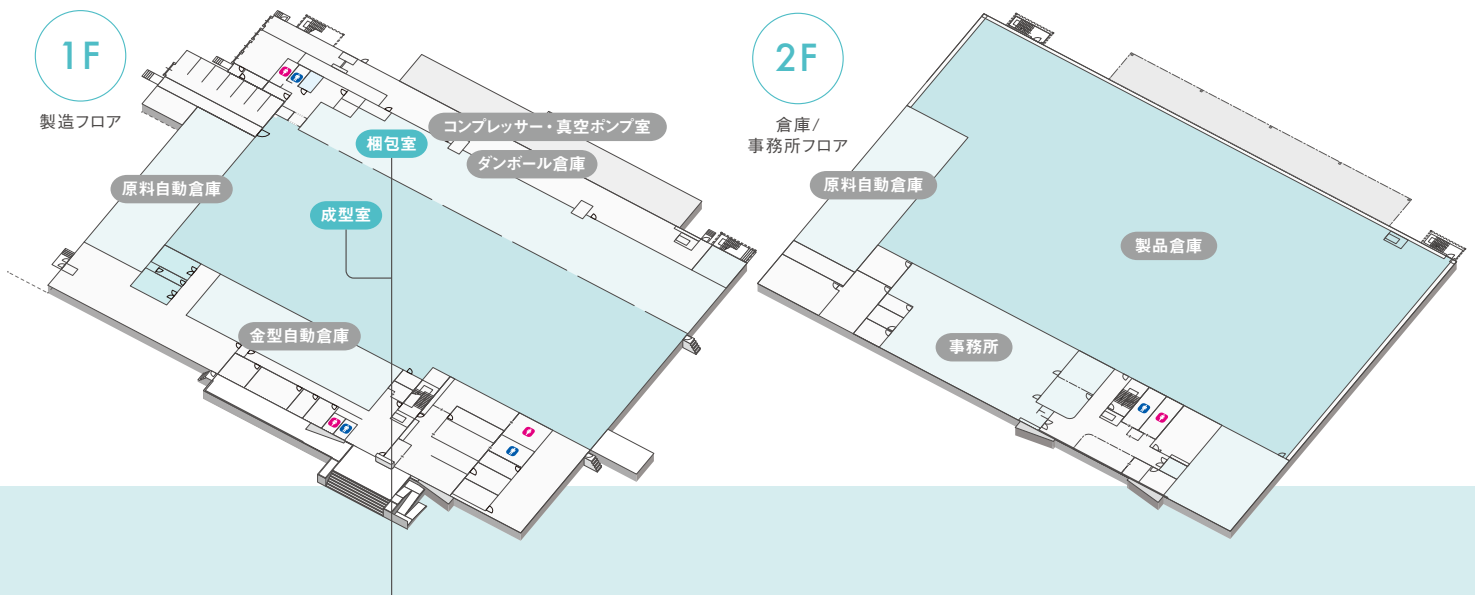 1F
製造フロア
コンプレッサー・真空ポンプ室
梱包室
ダンボール倉庫
原料自動倉庫
成型室
金型自動倉庫
2F
倉庫/
事務所フロア
原料自動倉庫
製品倉庫
事務所